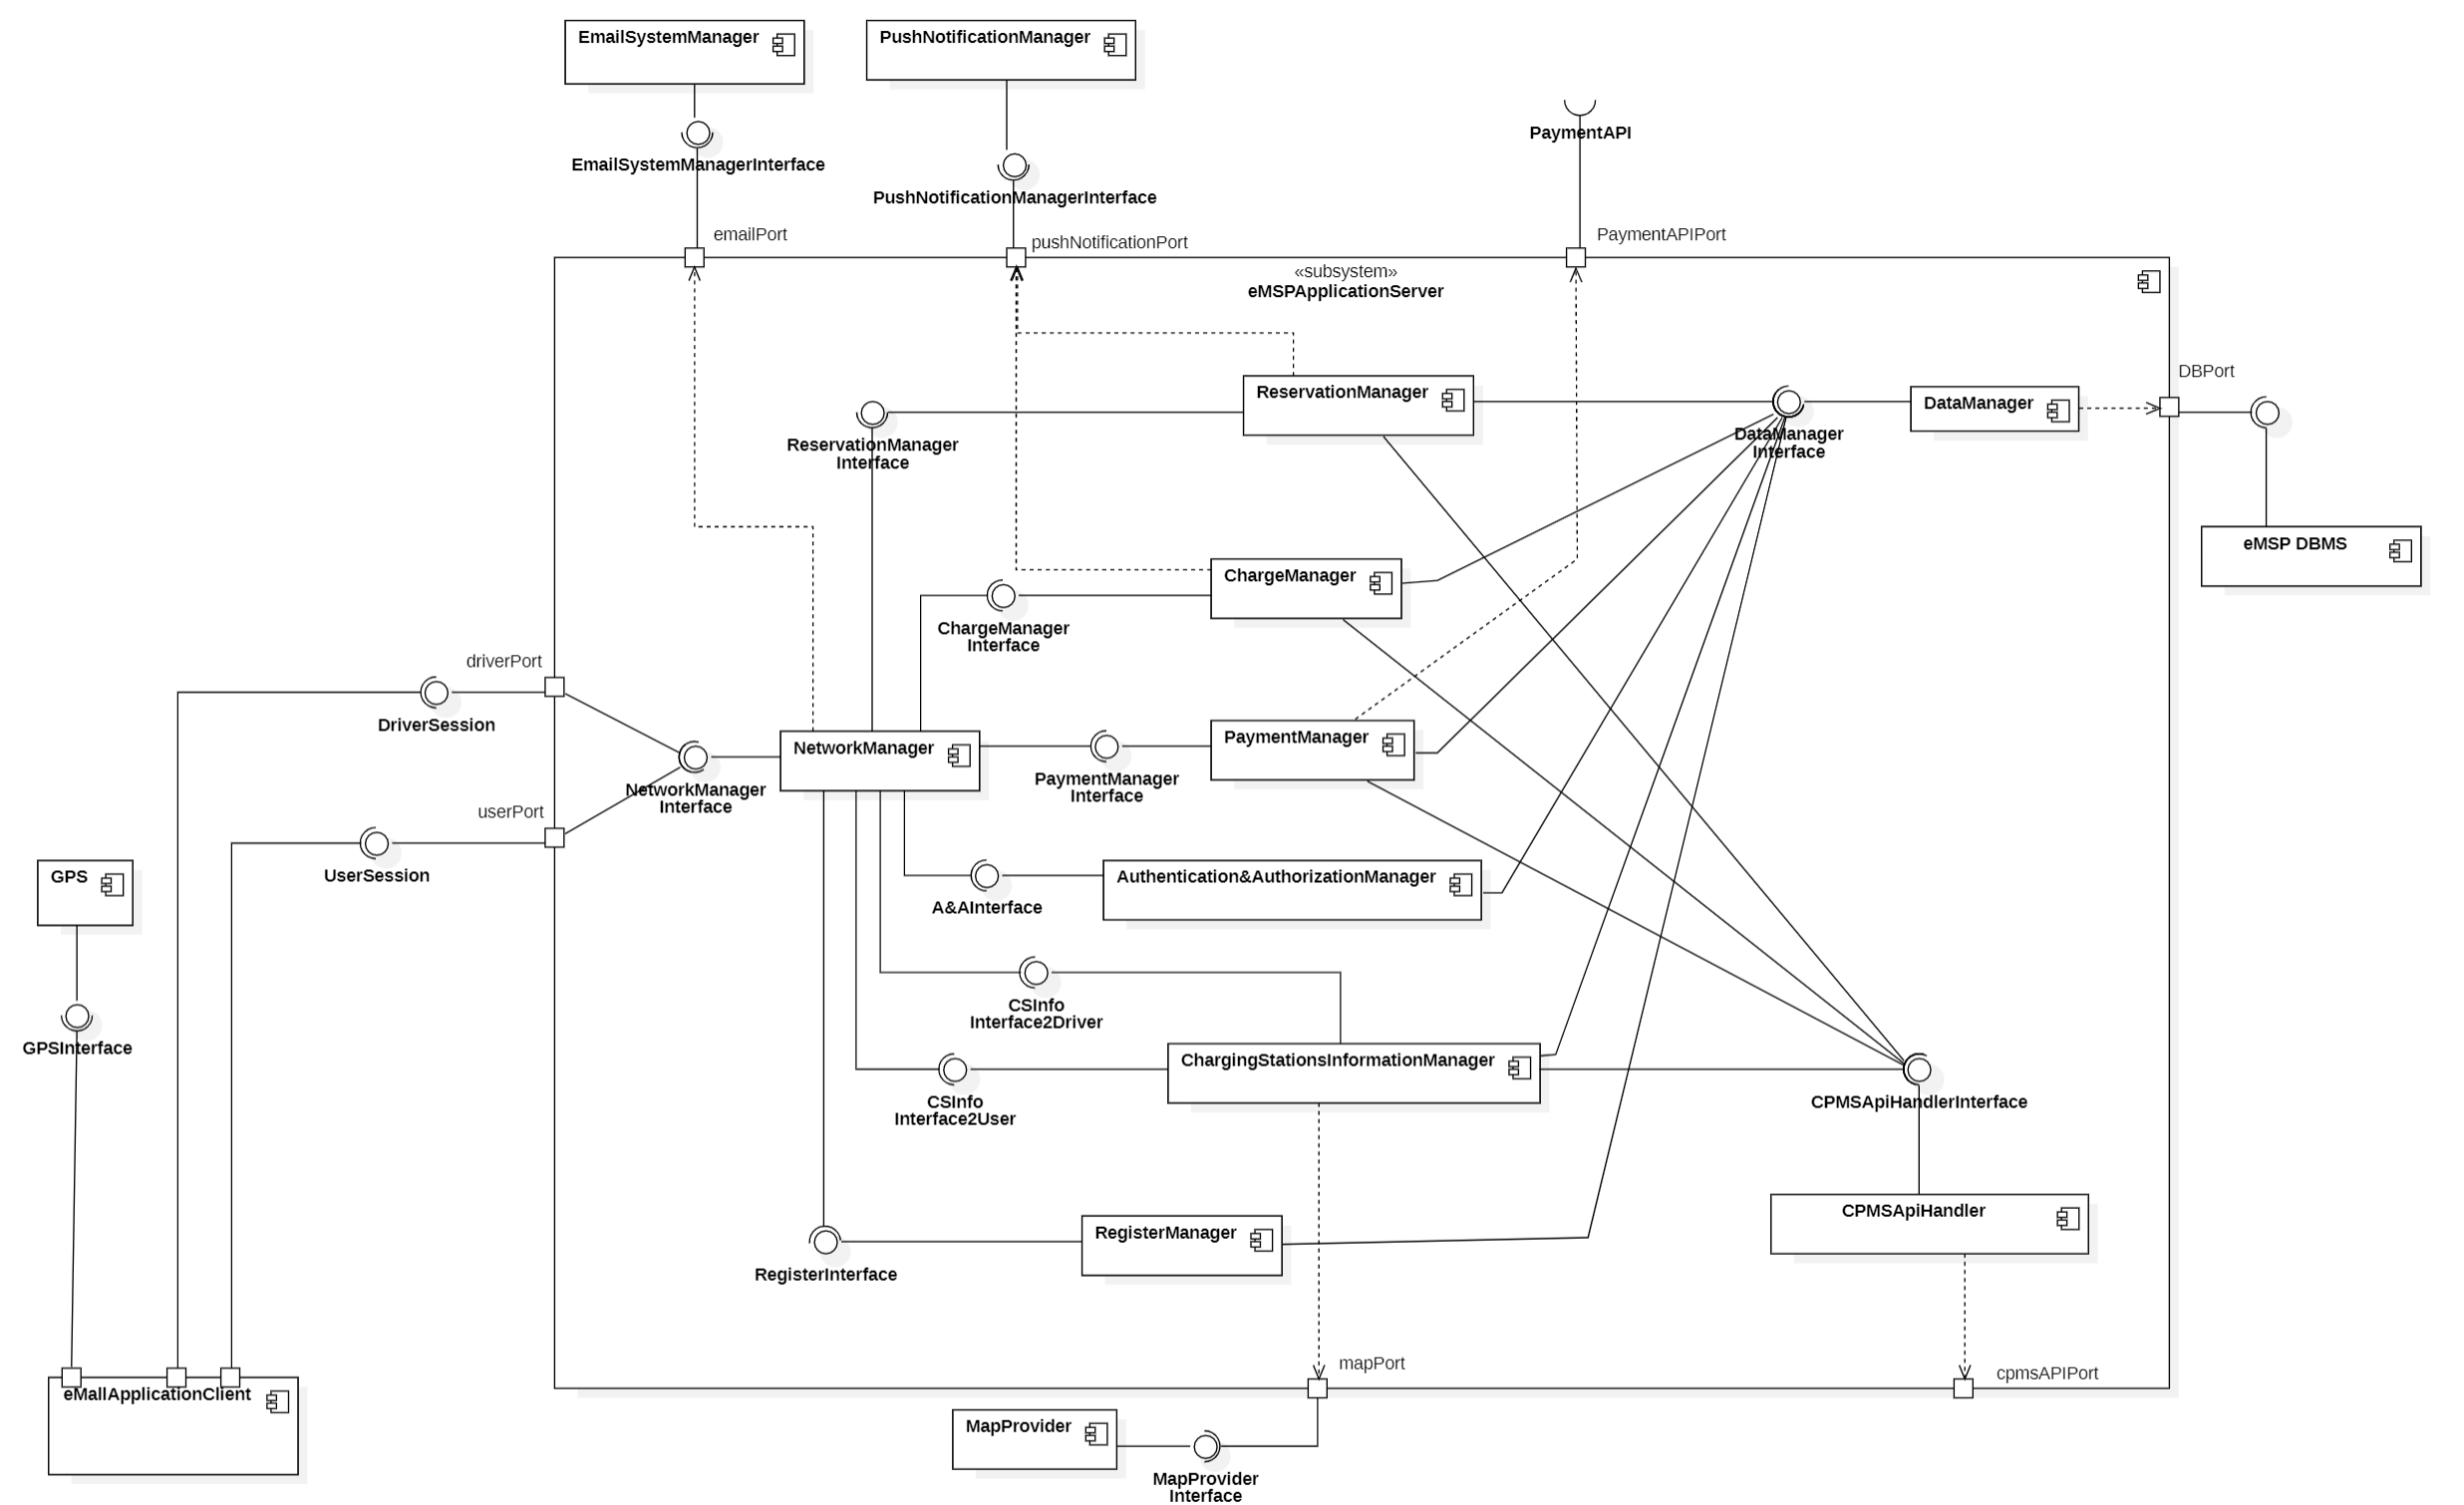 EmailSystemManager
PushNotificationManager
PaymentAPI
EmailSystemManagerInterface
PushNotificationManagerInterface
emailPort
pushNotificationPort
PaymentAPIPort
«subsystem»
eMSPApplicationServer
DBPort
ReservationManager
DataManager
ReservationManager
Interface
DataManager
Interface
eMSP DBMS
ChargeManager
ChargeManager
Interface
driverPort
DriverSession
NetworkManager
PaymentManager
NetworkManager
Interface
PaymentManager
Interface
userPort
UserSession
GPS
Authentication&AuthorizationManager
A&AInterface
CSInfo
Interface2Driver
GPSInterface
ChargingStationsInformationManager
CSInfo
Interface2User
CPMSApiHandlerInterface
CPMSApiHandler
RegisterManager
RegisterInterface
mapPort
cpmsAPIPort
eMallApplicationClient
MapProvider
MapProvider
Interface